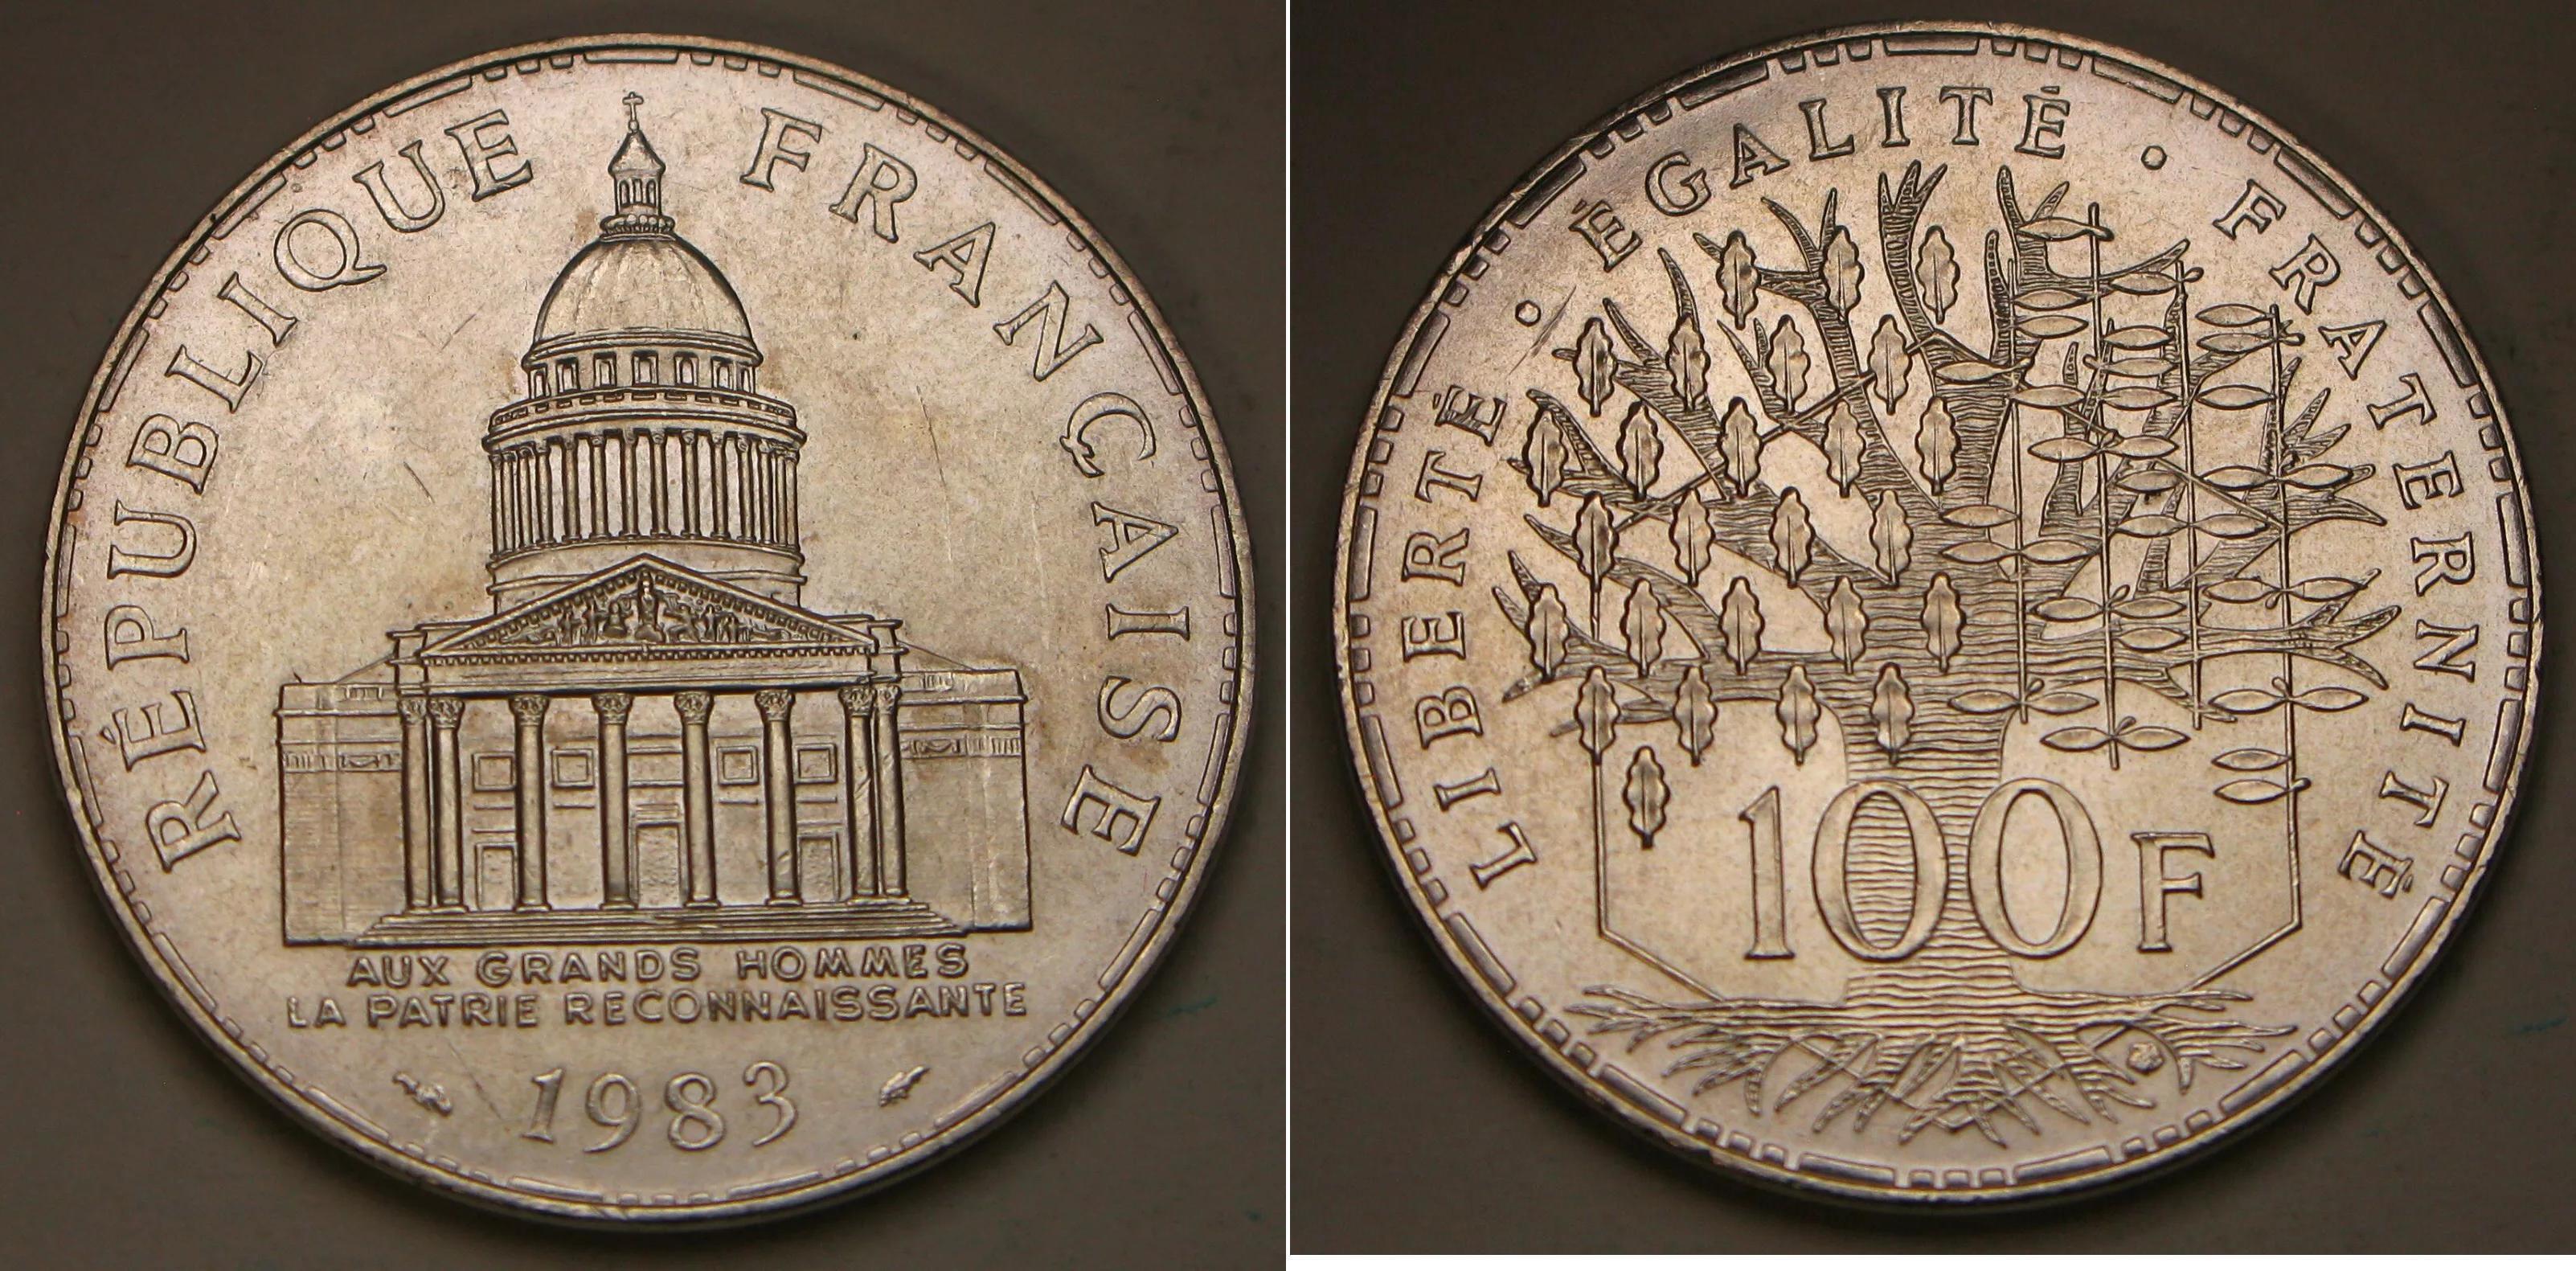 RÉPUBLIQUE FRANÇAISE
AUX GRANDS HOMMES
LA PATRIE RECONNAISSANTE
1983
LIBERTÉ · ÉGALITÉ · FRATERNITÉ
100 F